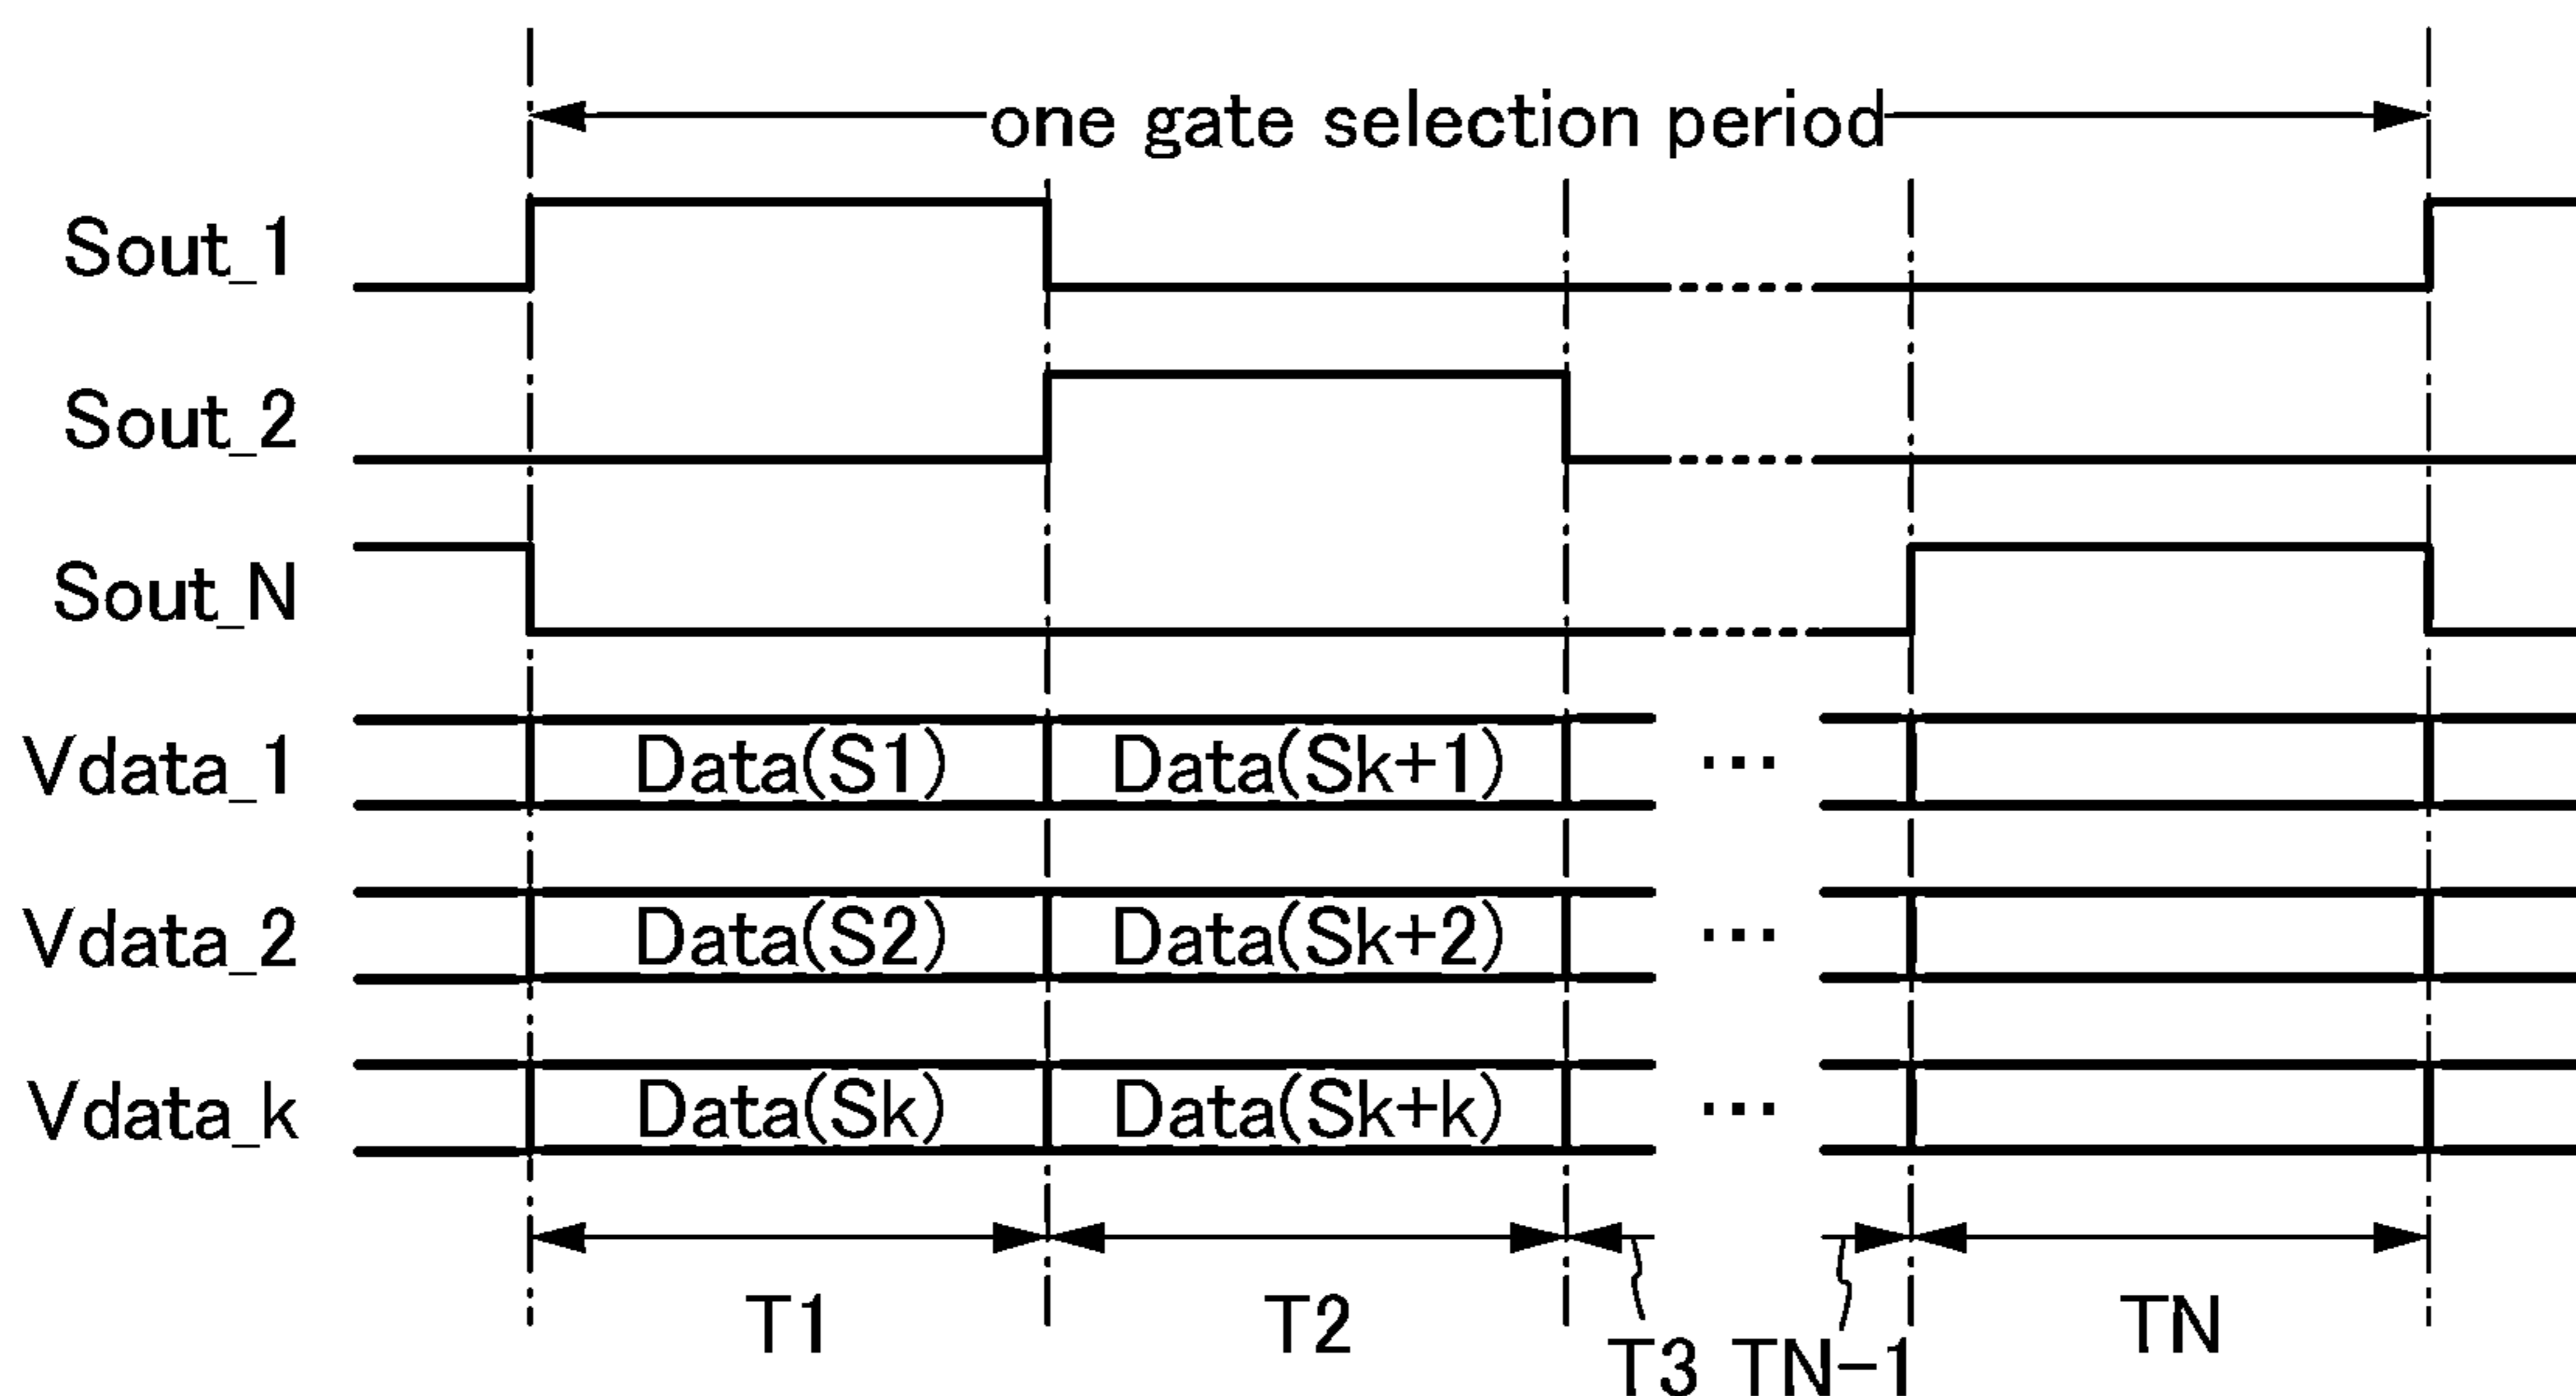 one gate selection period
Sout_1
Sout_2
Sout_N
Vdata_1 Data(S1) Data(Sk+1) ...
Vdata_2 Data(S2) Data(Sk+2) ...
Vdata_k Data(Sk) Data(Sk+k) ...
T1 T2 T3 TN-1 TN